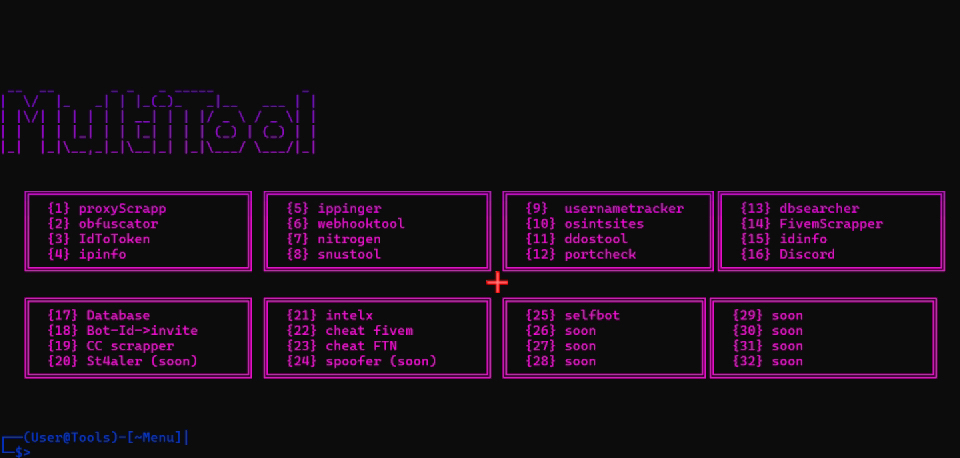 MultiTool
{1} proxyScrapp
{2} obfuscator
{3} IdToToken
{4} ipinfo
{5} ippinger
{6} webhooktool
{7} nitrogen
{8} snustool
{9} usernametracker
{10} osintsites
{11} ddostool
{12} portcheck
{13} dbsearcher
{14} FivemScrapper
{15} idinfo
{16} Discord
{17} Database
{18} Bot-Id->invite
{19} CC scrapper
{20} St4aler (soon)
{21} intelx
{22} cheat fivem
{23} cheat FTN
{24} spoofer (soon)
{25} selfbot
{26} soon
{27} soon
{28} soon
{29} soon
{30} soon
{31} soon
{32} soon
(User@Tools)-[~Menu]
$>